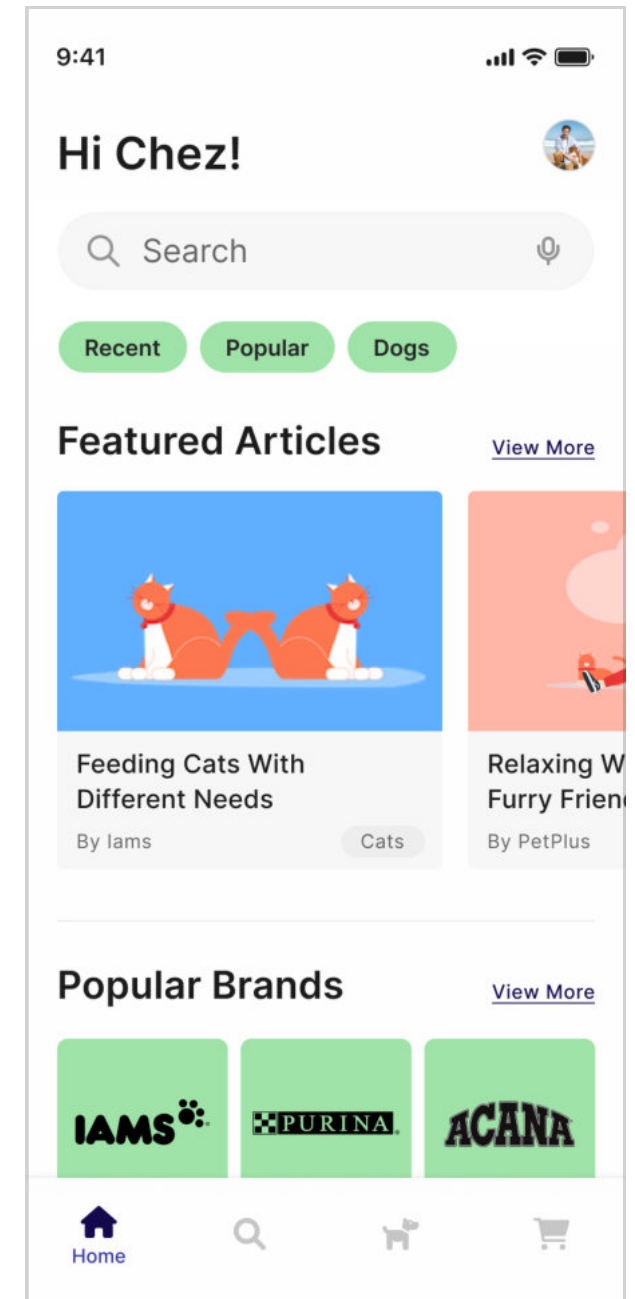 9:41
Hi Chez!
Search
Recent Popular Dogs
Featured Articles View More
Feeding Cats With
Different Needs
By Iams Cats
Relaxing W
Furry Frien
By PetPlus
Popular Brands View More
IAMS PURINA ACANA
Home